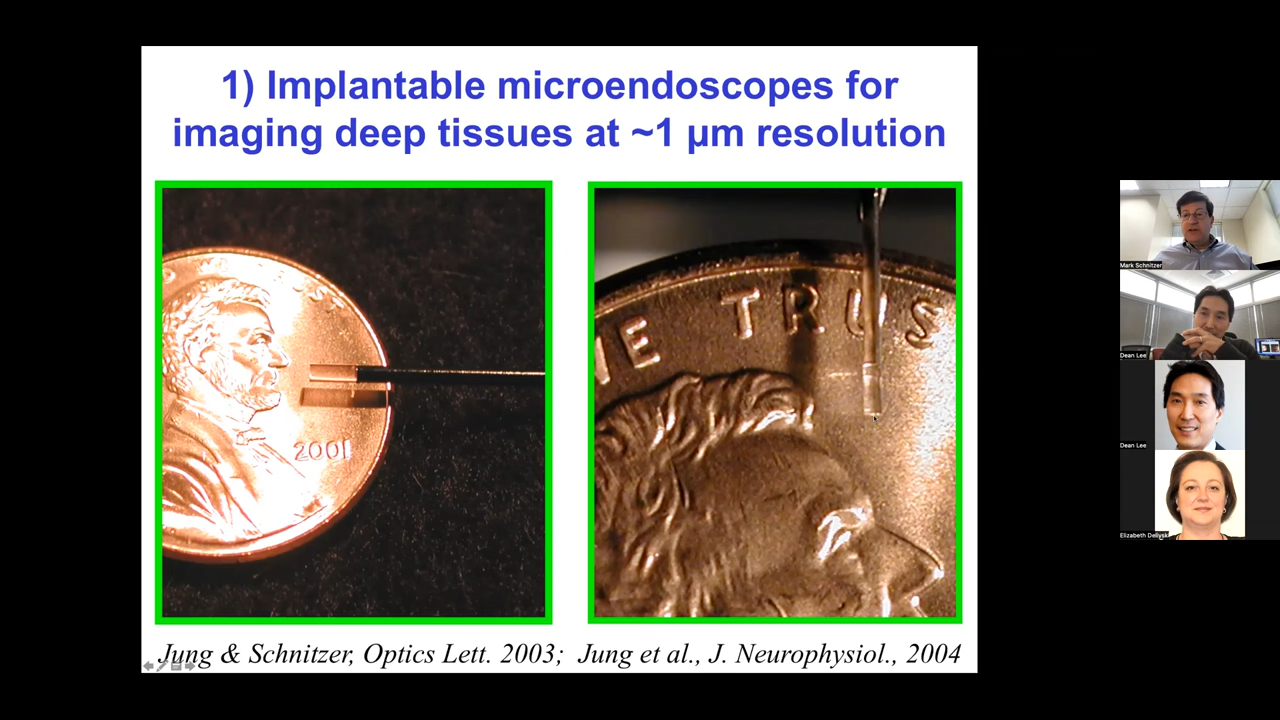 1) Implantable microendoscopes for
imaging deep tissues at ~1 µm resolution
2001
WE TRUS
Jung & Schnitzer, Optics Lett. 2003; Jung et al., J. Neurophysiol., 2004
Mark Schnitzer
Dean Lee
Dean Lee